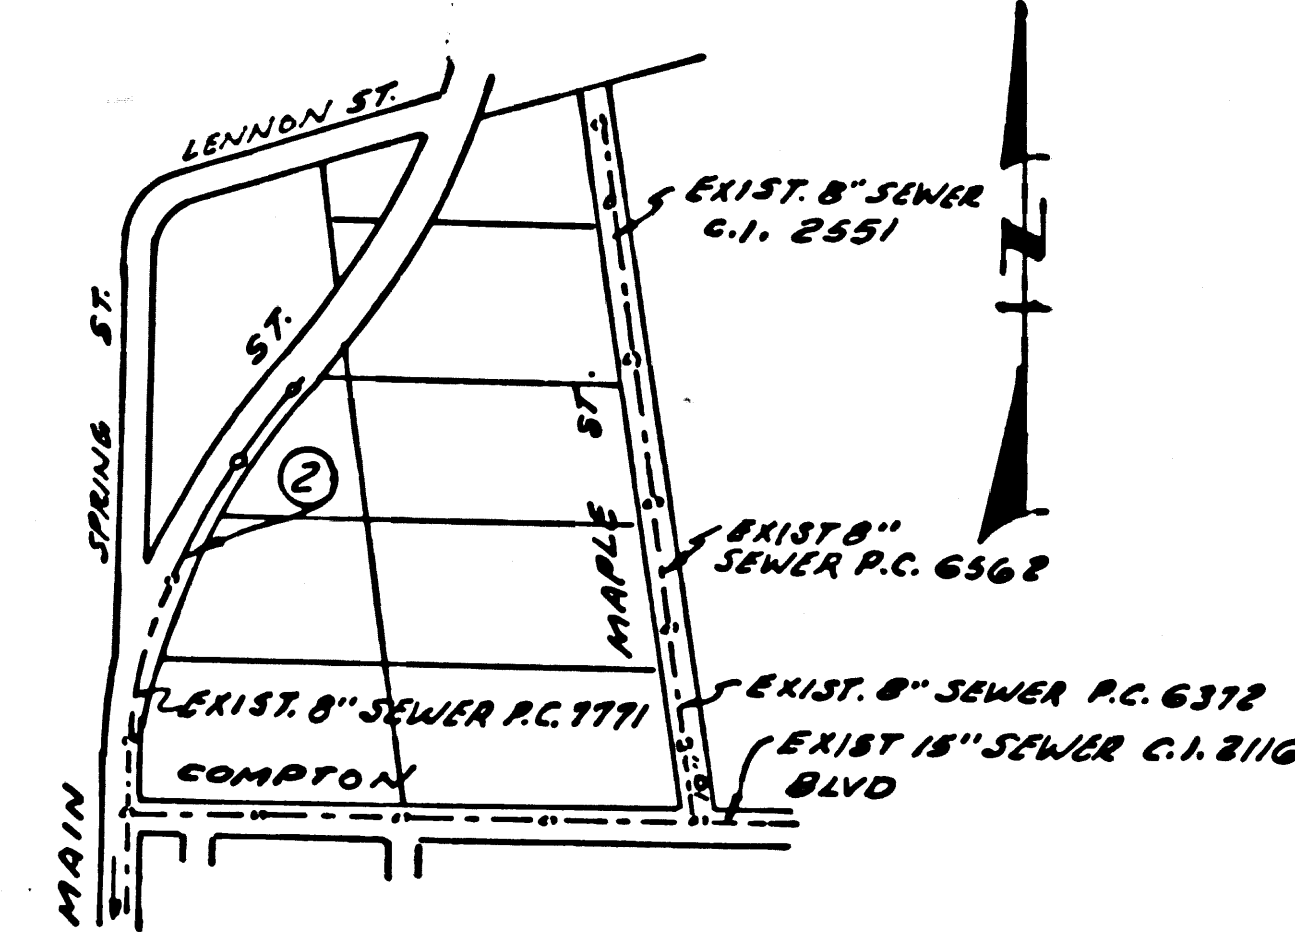 LENNON ST.
EXIST. 8" SEWER
C.I. 2551
N
SPRING ST.
ST.
2
MAPLE ST.
EXIST 8"
SEWER P.C. 6562
EXIST. 8" SEWER P.C. 7771
EXIST. 8" SEWER P.C. 6372
EXIST 15" SEWER C.I. 2116
COMPTON BLVD
10"
MAIN